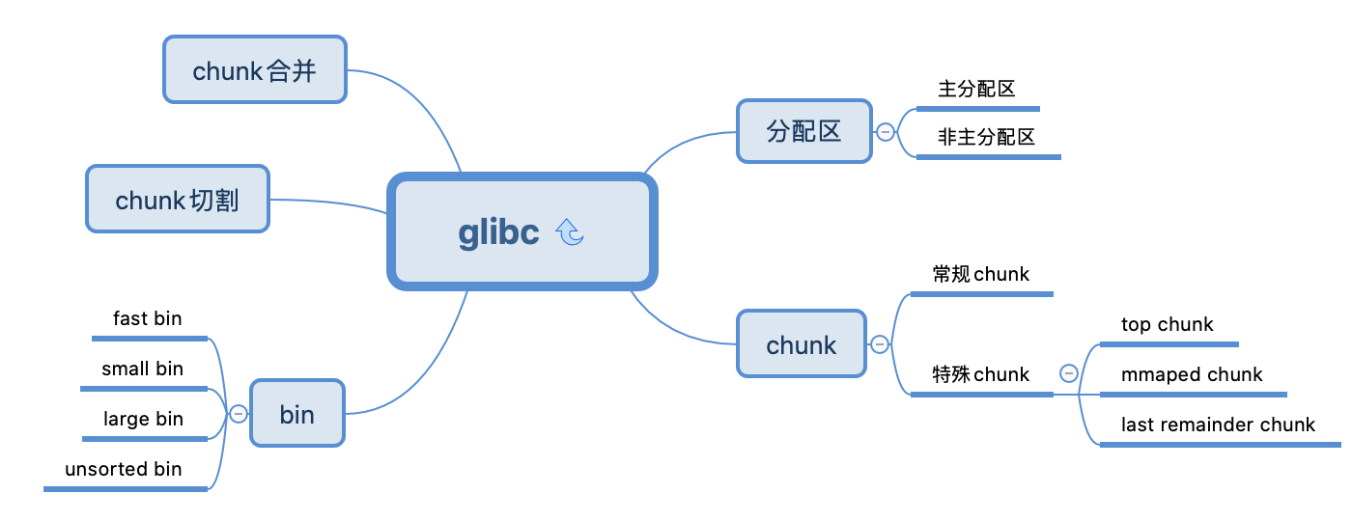 glibc
分配区
主分配区
非主分配区
chunk
常规chunk
特殊chunk
top chunk
mmaped chunk
last remainder chunk
chunk合并
chunk切割
bin
fast bin
small bin
large bin
unsorted bin